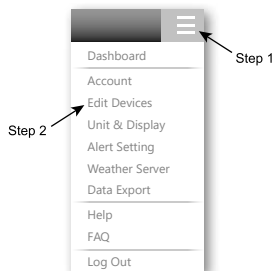 Step 1
Dashboard
Account
Edit Devices
Step 2
Unit & Display
Alert Setting
Weather Server
Data Export
Help
FAQ
Log Out